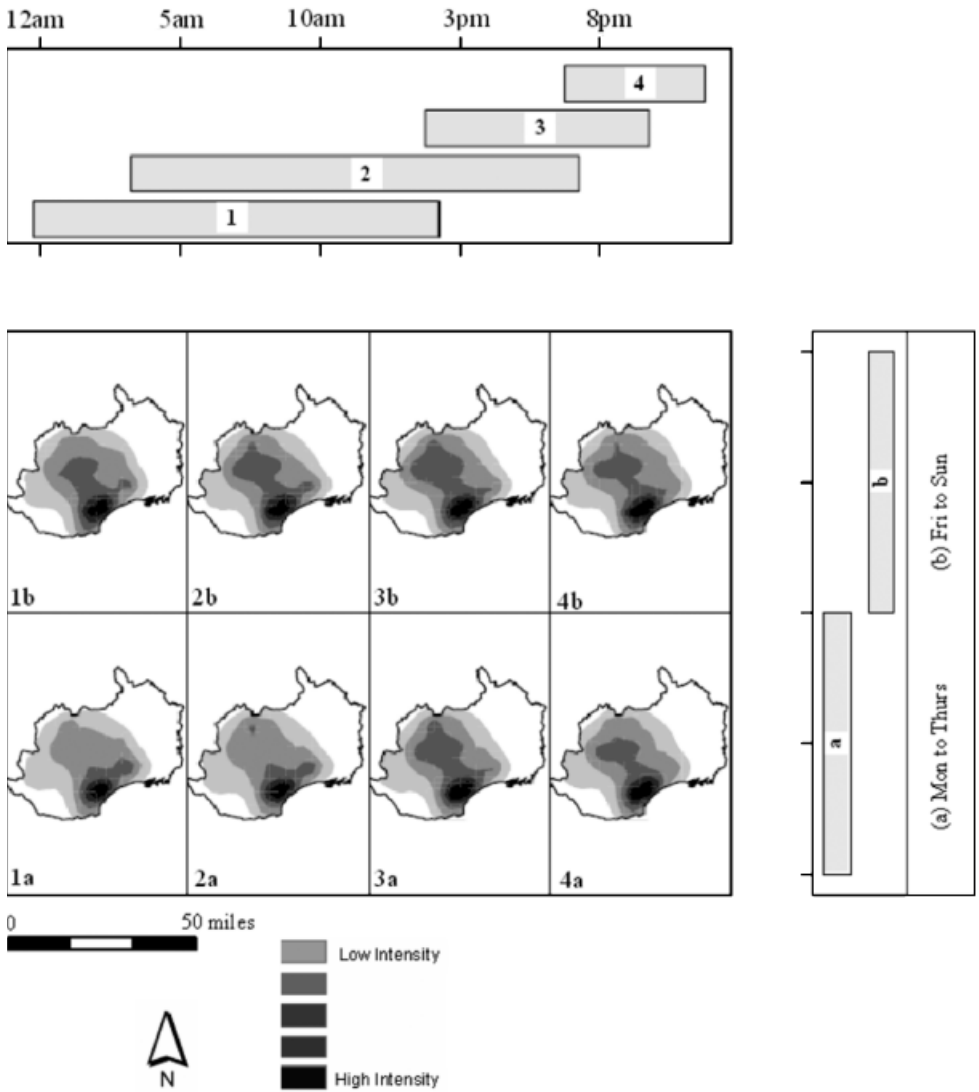 12am 5am 10am 3pm 8pm
4
3
2
1
1b 2b 3b 4b
b
(b) Fri to Sun
1a 2a 3a 4a
a
(a) Mon to Thurs
0 50 miles
Low Intensity
High Intensity
N